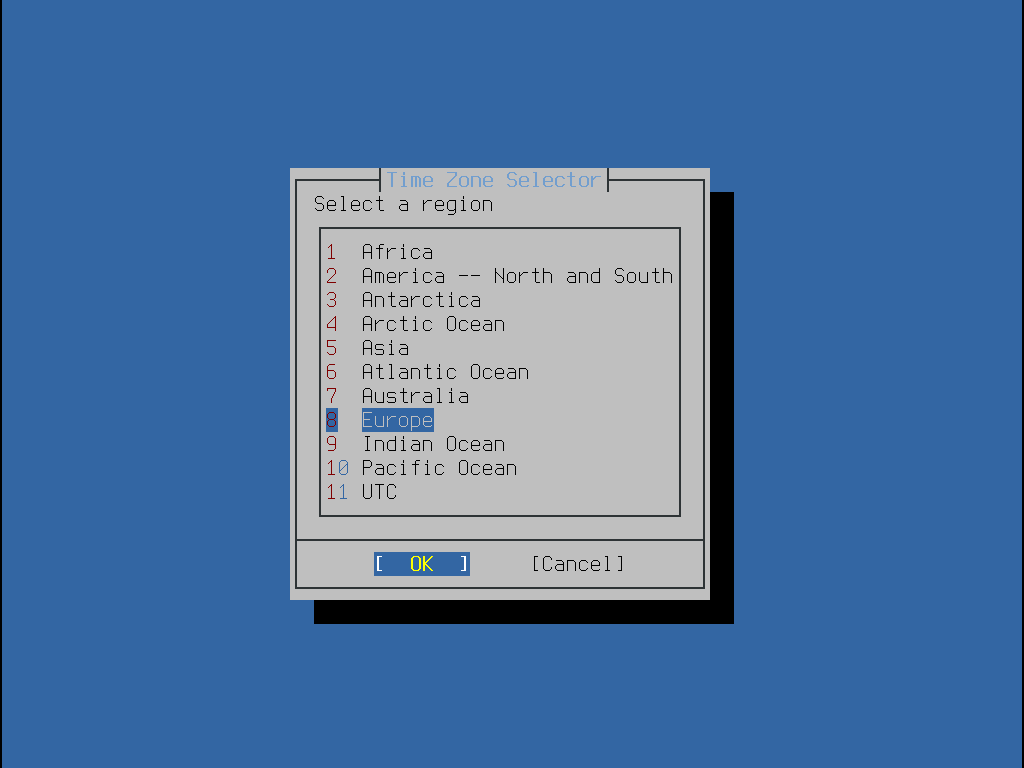 Time Zone Selector
Select a region
1 Africa
2 America -- North and South
3 Antarctica
4 Arctic Ocean
5 Asia
6 Atlantic Ocean
7 Australia
8 Europe
9 Indian Ocean
10 Pacific Ocean
11 UTC
[ OK ] [Cancel]